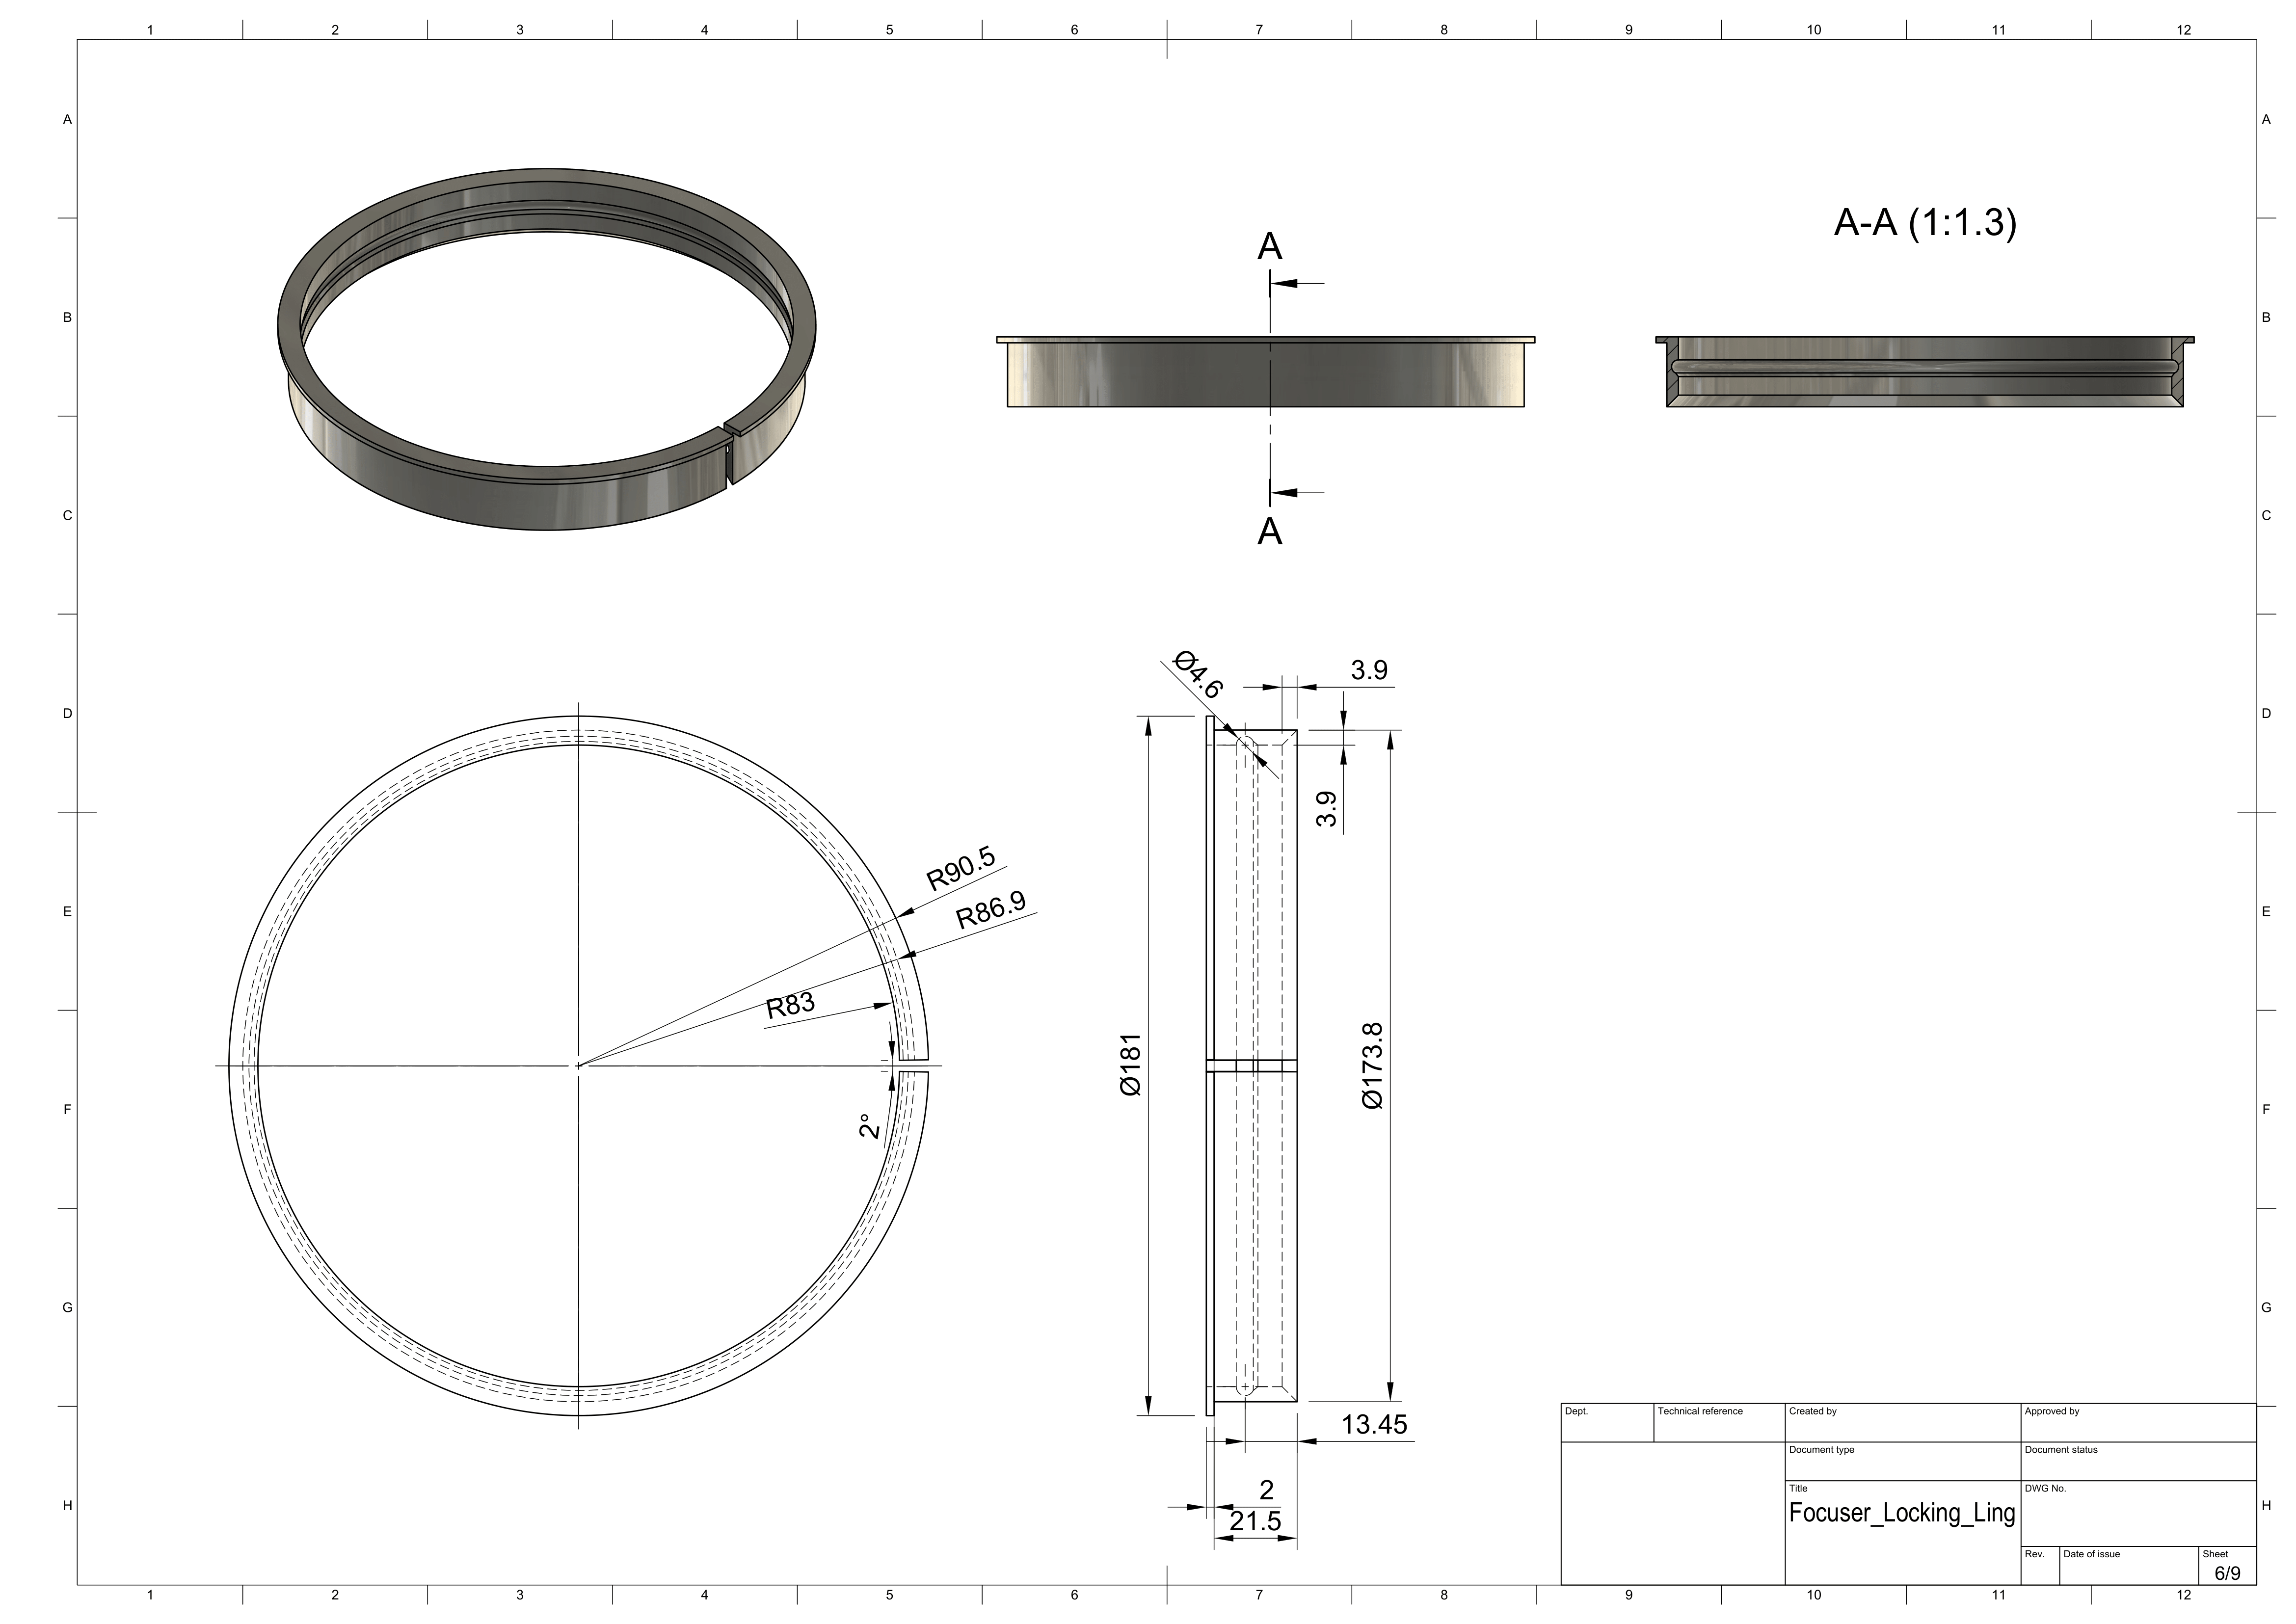 1 2 3 4 5 6 7 8 9 10 11 12
A A
B B
C C
D D
E E
F F
G G
H H
A-A (1:1.3)
A
A
Ø4.6
3.9
3.9
R90.5
R86.9
R83
2°
Ø181
Ø173.8
13.45
2
21.5
Dept. Technical reference Created by Approved by
Document type Document status
Title DWG No.
Focuser_Locking_Ling
Rev. Date of issue Sheet
6/9
1 2 3 4 5 6 7 8 9 10 11 12